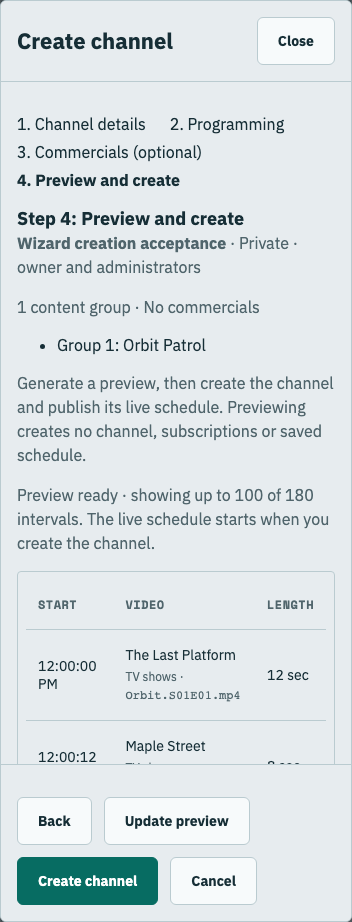 Create channel
Close
1. Channel details 2. Programming
3. Commercials (optional)
4. Preview and create
Step 4: Preview and create
Wizard creation acceptance · Private ·
owner and administrators
1 content group · No commercials
• Group 1: Orbit Patrol
Generate a preview, then create the channel
and publish its live schedule. Previewing
creates no channel, subscriptions or saved
schedule.
Preview ready · showing up to 100 of 180
intervals. The live schedule starts when you
create the channel.
START VIDEO LENGTH
12:00:00
PM
The Last Platform
TV shows ·
Orbit.S01E01.mp4
12 sec
12:00:12
Maple Street
Back
Update preview
Create channel
Cancel